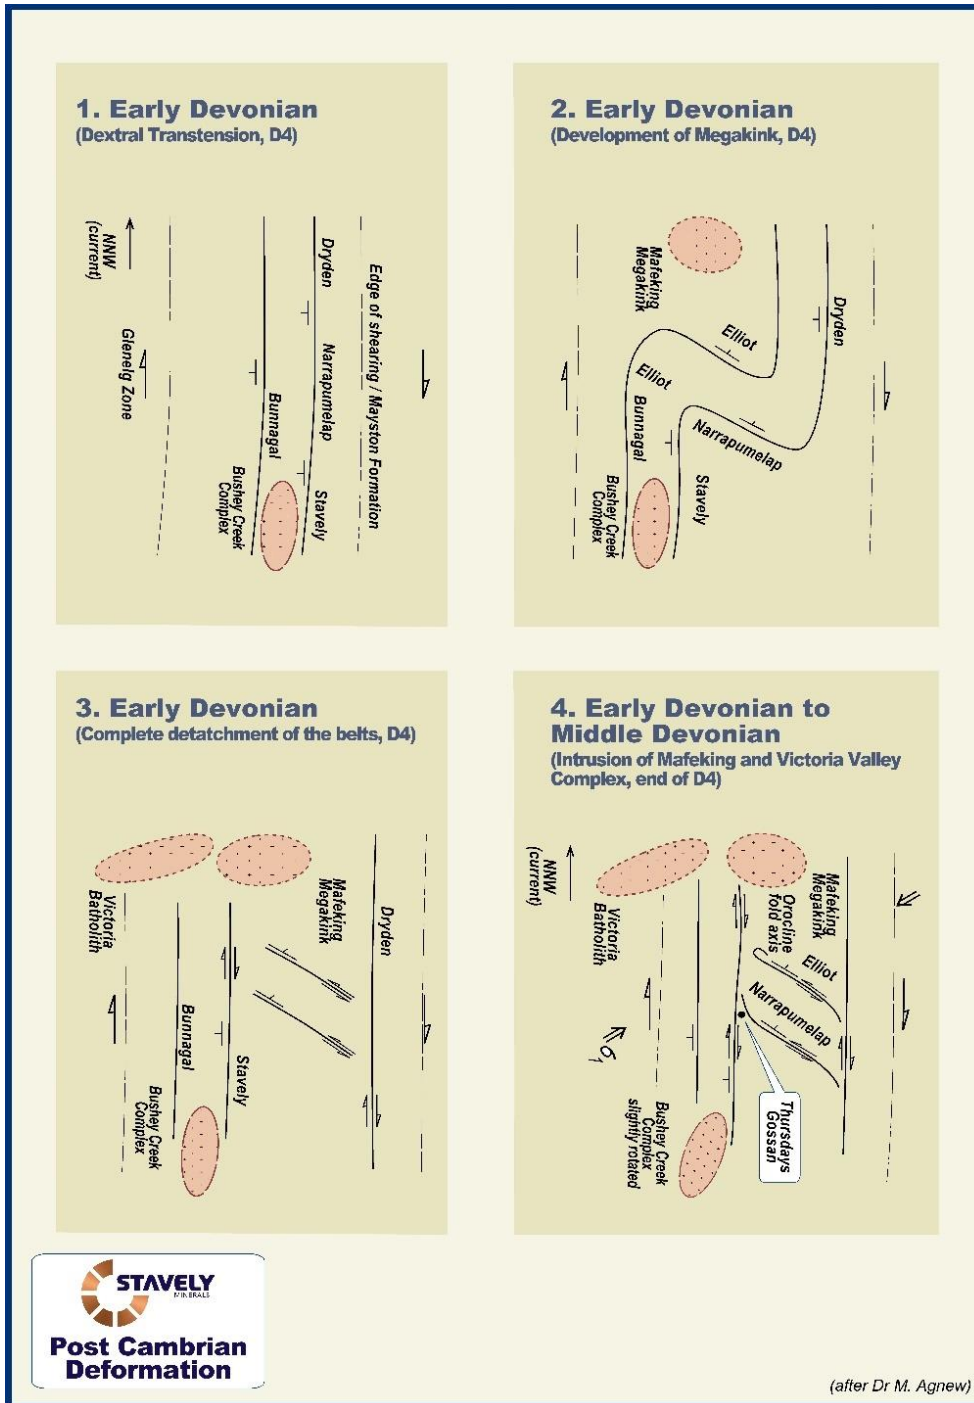 1. Early Devonian
(Dextral Transtension, D4)
NNW
(current)
Glenelg Zone
Dryden
Edge of shearing / Mayston Formation
Narrapumelap
Bunnagal
Bushey Creek
Complex
Stavely
2. Early Devonian
(Development of Megakink, D4)
Mafeking
Megakink
Dryden
Elliot
Elliot
Bunnagal
Narrapumelap
Bushey Creek
Complex
Stavely
3. Early Devonian
(Complete detatchment of the belts, D4)
Victoria
Batholith
Mafeking
Megakink
Dryden
Bunnagal
Stavely
Bushey Creek
Complex
4. Early Devonian to
Middle Devonian
(Intrusion of Mafeking and Victoria Valley
Complex, end of D4)
NNW
(current)
Victoria
Batholith
Mafeking
Megakink
Orocline
fold axis
Elliot
Narrapumelap
σ1
Bushey Creek
Complex
slightly rotated
Thursdays
Gossan
STAVELY
MINERALS
Post Cambrian
Deformation
(after Dr M. Agnew)